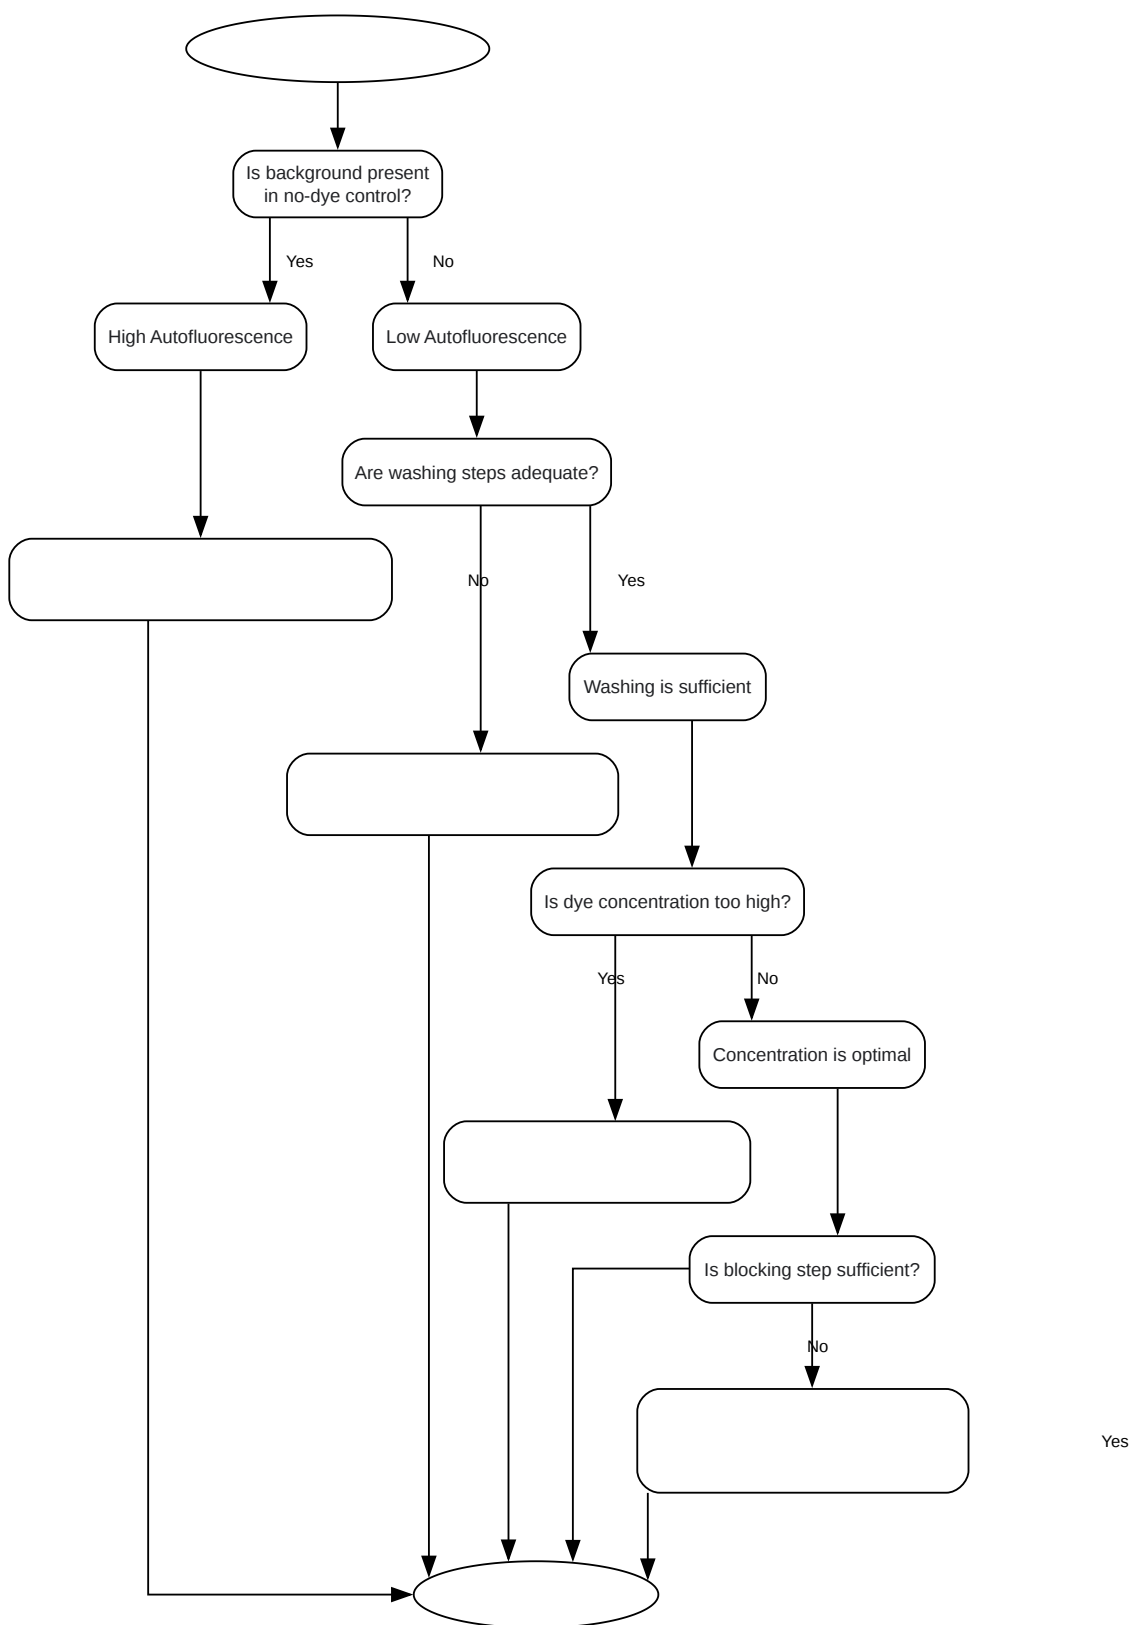 Is background present
in no-dye control?
Yes
No
High Autofluorescence
Low Autofluorescence
Are washing steps adequate?
No
Yes
Washing is sufficient
Is dye concentration too high?
Yes
No
Concentration is optimal
Is blocking step sufficient?
No
Yes